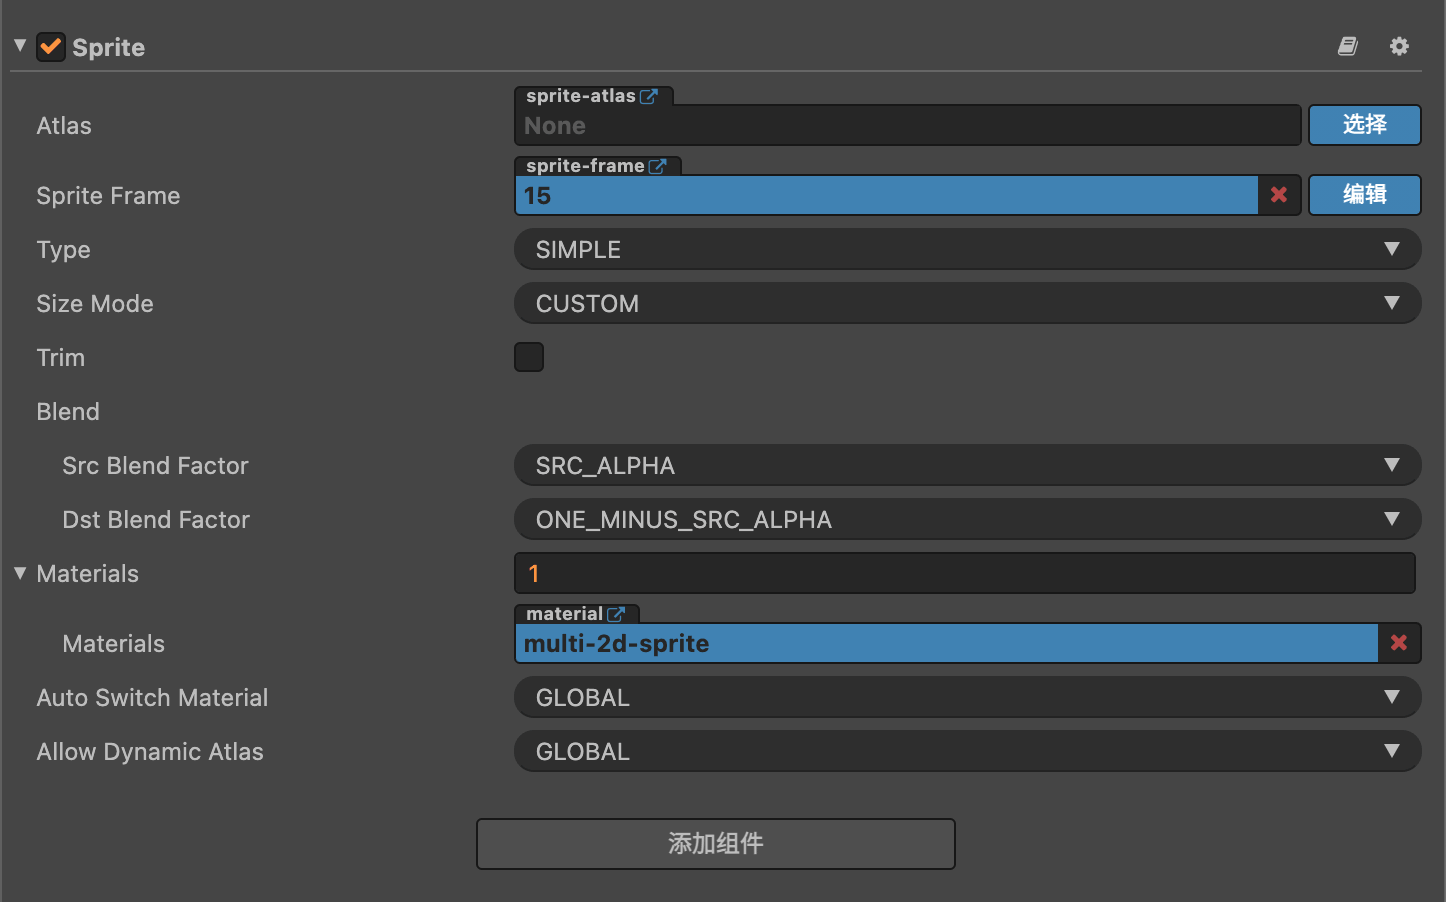 Sprite
sprite-atlas
Atlas
None
选择
sprite-frame
Sprite Frame
15
编辑
Type
SIMPLE
Size Mode
CUSTOM
Trim
Blend
Src Blend Factor
SRC_ALPHA
Dst Blend Factor
ONE_MINUS_SRC_ALPHA
Materials
1
material
Materials
multi-2d-sprite
Auto Switch Material
GLOBAL
Allow Dynamic Atlas
GLOBAL
添加组件